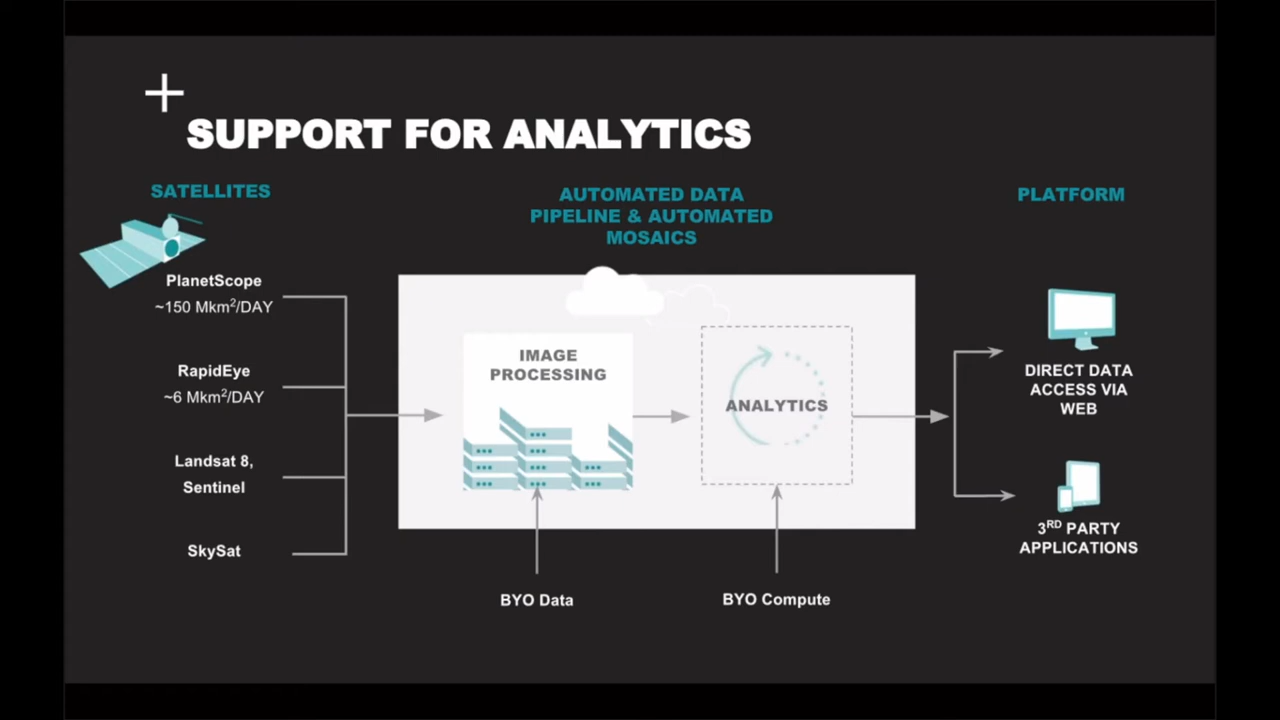 SUPPORT FOR ANALYTICS
SATELLITES
PlanetScope
~150 Mkm²/DAY
RapidEye
~6 Mkm²/DAY
Landsat 8,
Sentinel
SkySat
AUTOMATED DATA
PIPELINE & AUTOMATED
MOSAICS
IMAGE
PROCESSING
ANALYTICS
BYO Data
BYO Compute
PLATFORM
DIRECT DATA
ACCESS VIA
WEB
3RD PARTY
APPLICATIONS